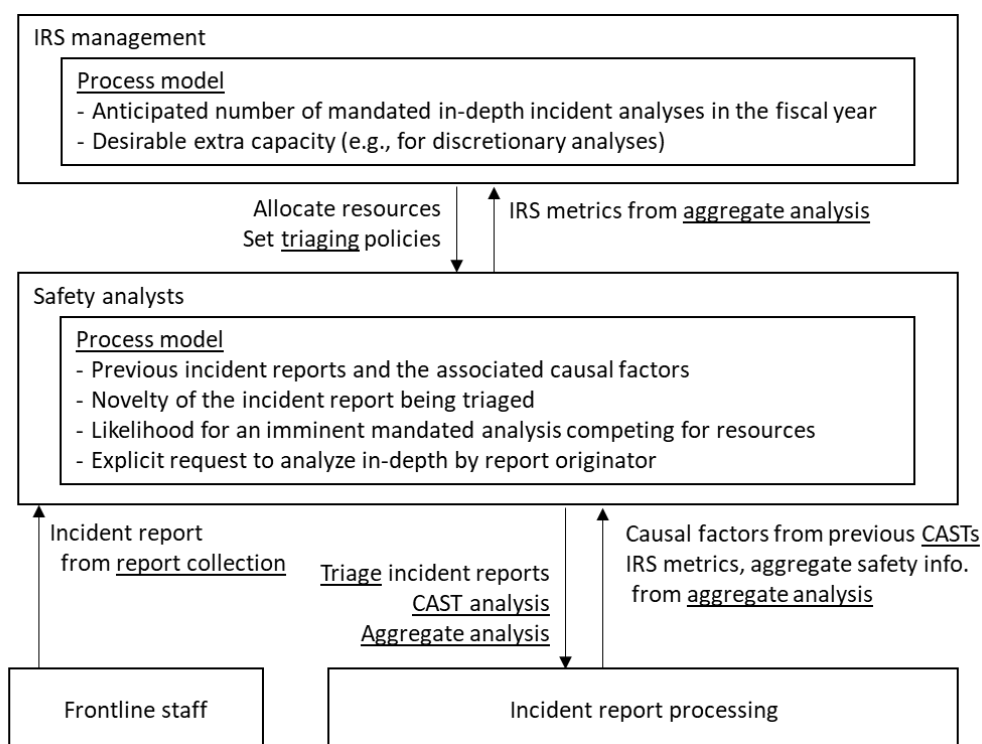 IRS management
Process model
- Anticipated number of mandated in-depth incident analyses in the fiscal year
- Desirable extra capacity (e.g., for discretionary analyses)
Allocate resources
Set triaging policies
IRS metrics from aggregate analysis
Safety analysts
Process model
- Previous incident reports and the associated causal factors
- Novelty of the incident report being triaged
- Likelihood for an imminent mandated analysis competing for resources
- Explicit request to analyze in-depth by report originator
Incident report
from report collection
Triage incident reports
CAST analysis
Aggregate analysis
Causal factors from previous CASTs
IRS metrics, aggregate safety info.
from aggregate analysis
Frontline staff
Incident report processing